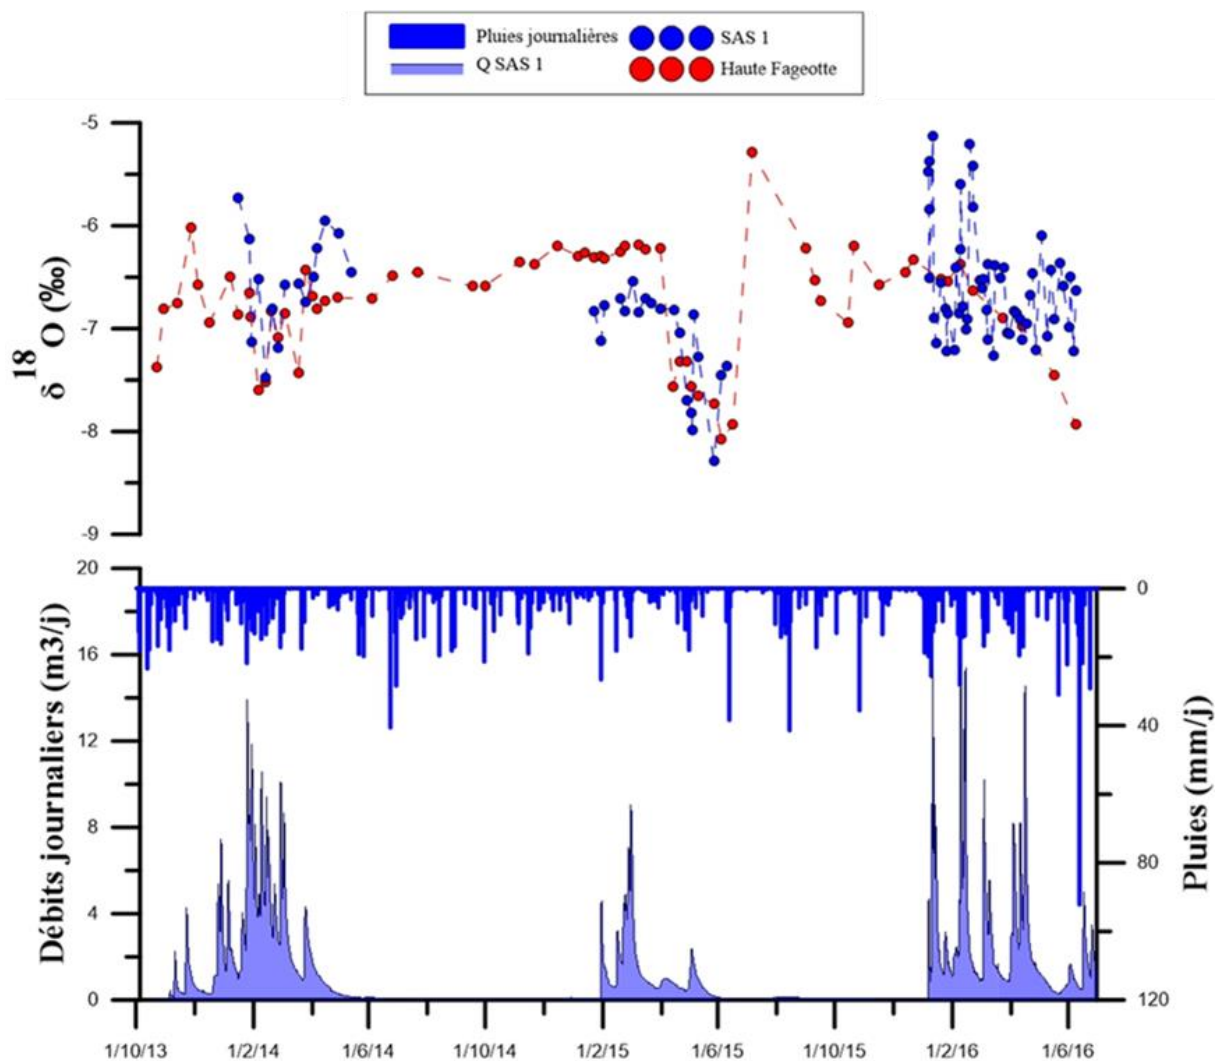 Pluies journalières SAS 1
Q SAS 1 Haute Fageotte
-5
-6
-7
-8
-9
δ 18 O (‰)
20
16
12
8
4
0
Débits journaliers (m3/j)
0
40
80
120
Pluies (mm/j)
1/10/13 1/2/14 1/6/14 1/10/14 1/2/15 1/6/15 1/10/15 1/2/16 1/6/16